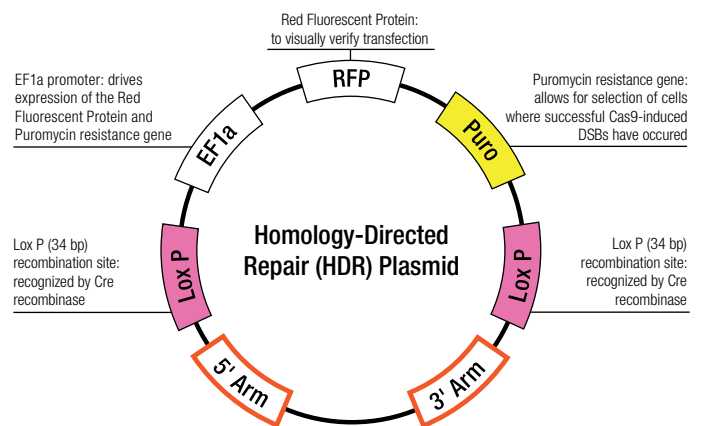 Red Fluorescent Protein:
to visually verify transfection
RFP
EF1a promoter: drives
expression of the Red
Fluorescent Protein and
Puromycin resistance gene
EF1a
Puromycin resistance gene:
allows for selection of cells
where successful Cas9-induced
DSBs have occured
Puro
Homology-Directed
Repair (HDR) Plasmid
Lox P (34 bp)
recombination site:
recognized by Cre
recombinase
Lox P
Lox P
Lox P (34 bp)
recombination site:
recognized by Cre
recombinase
5' Arm
3' Arm